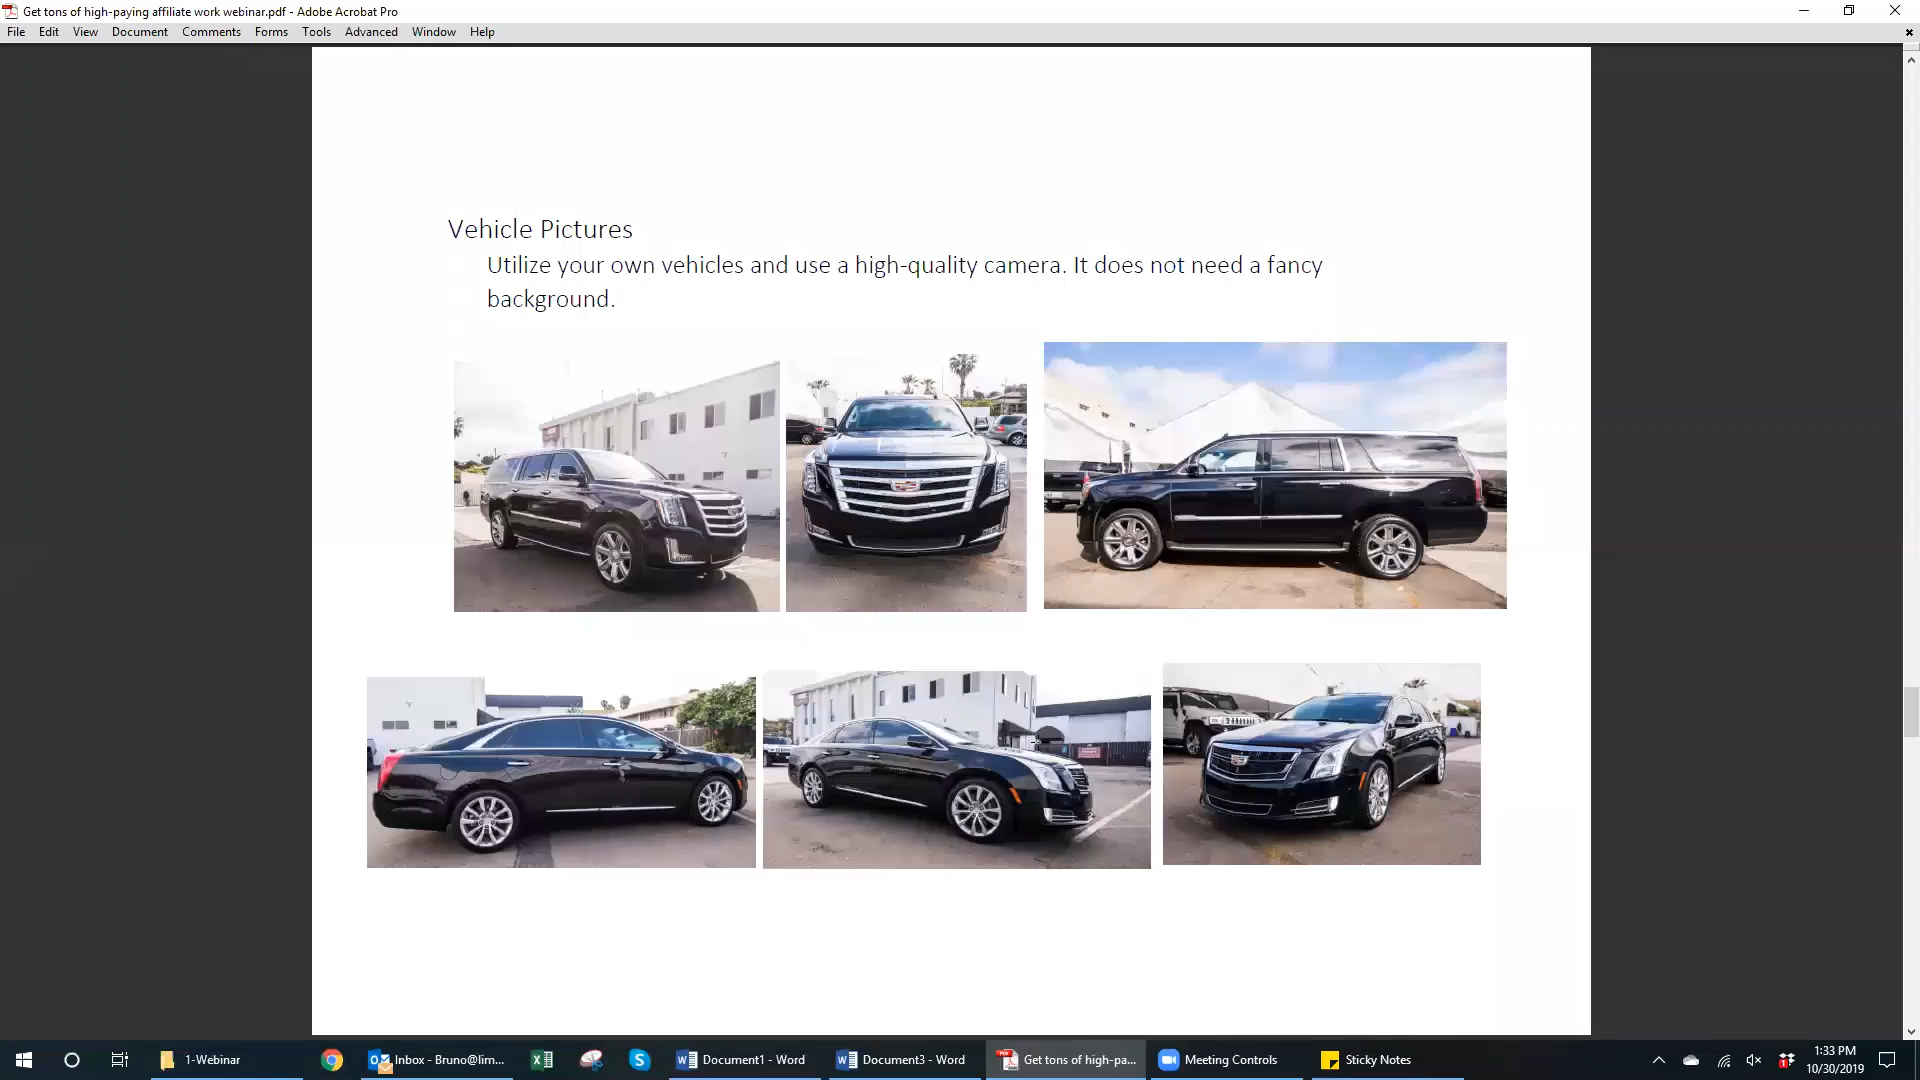 Get tons of high-paying affiliate work webinar.pdf - Adobe Acrobat Pro
File Edit View Document Comments Forms Tools Advanced Window Help
Vehicle Pictures
Utilize your own vehicles and use a high-quality camera. It does not need a fancy
background.
1-Webinar
Inbox - Bruno@lim...
Document1 - Word
Document3 - Word
Get tons of high-pa...
Meeting Controls
Sticky Notes
1:33 PM
10/30/2019